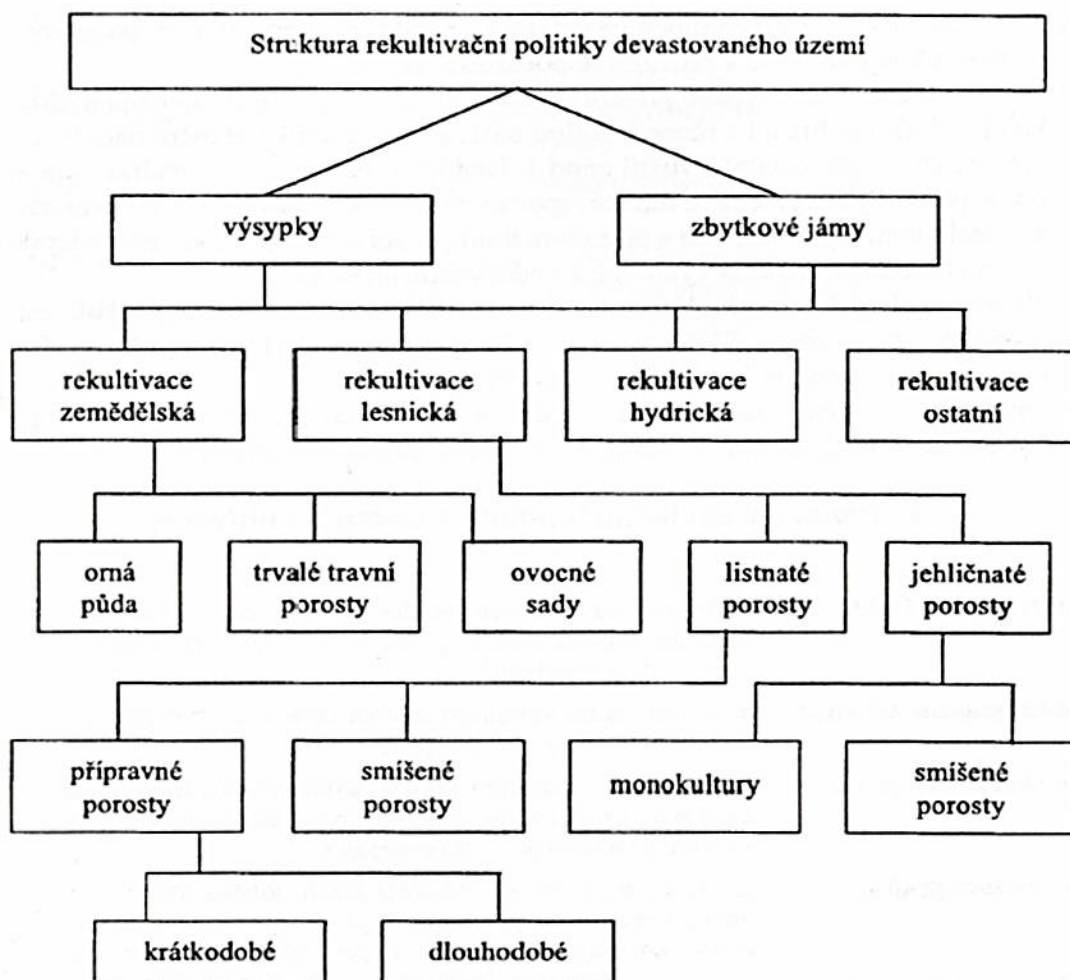 Struktura rekultivační politiky devastovaného území
výsypky
zbytkové jámy
rekultivace
zemědělská
rekultivace
lesnická
rekultivace
hydrická
rekultivace
ostatní
orná
půda
trvalé travní
porosty
ovocné
sady
listnaté
porosty
jehličnaté
porosty
přípravné
porosty
smíšené
porosty
monokultury
smíšené
porosty
krátkodobé
dlouhodobé